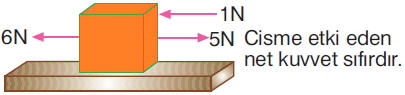 1N
6N
5N Cisme etki eden
net kuvvet sıfırdır.